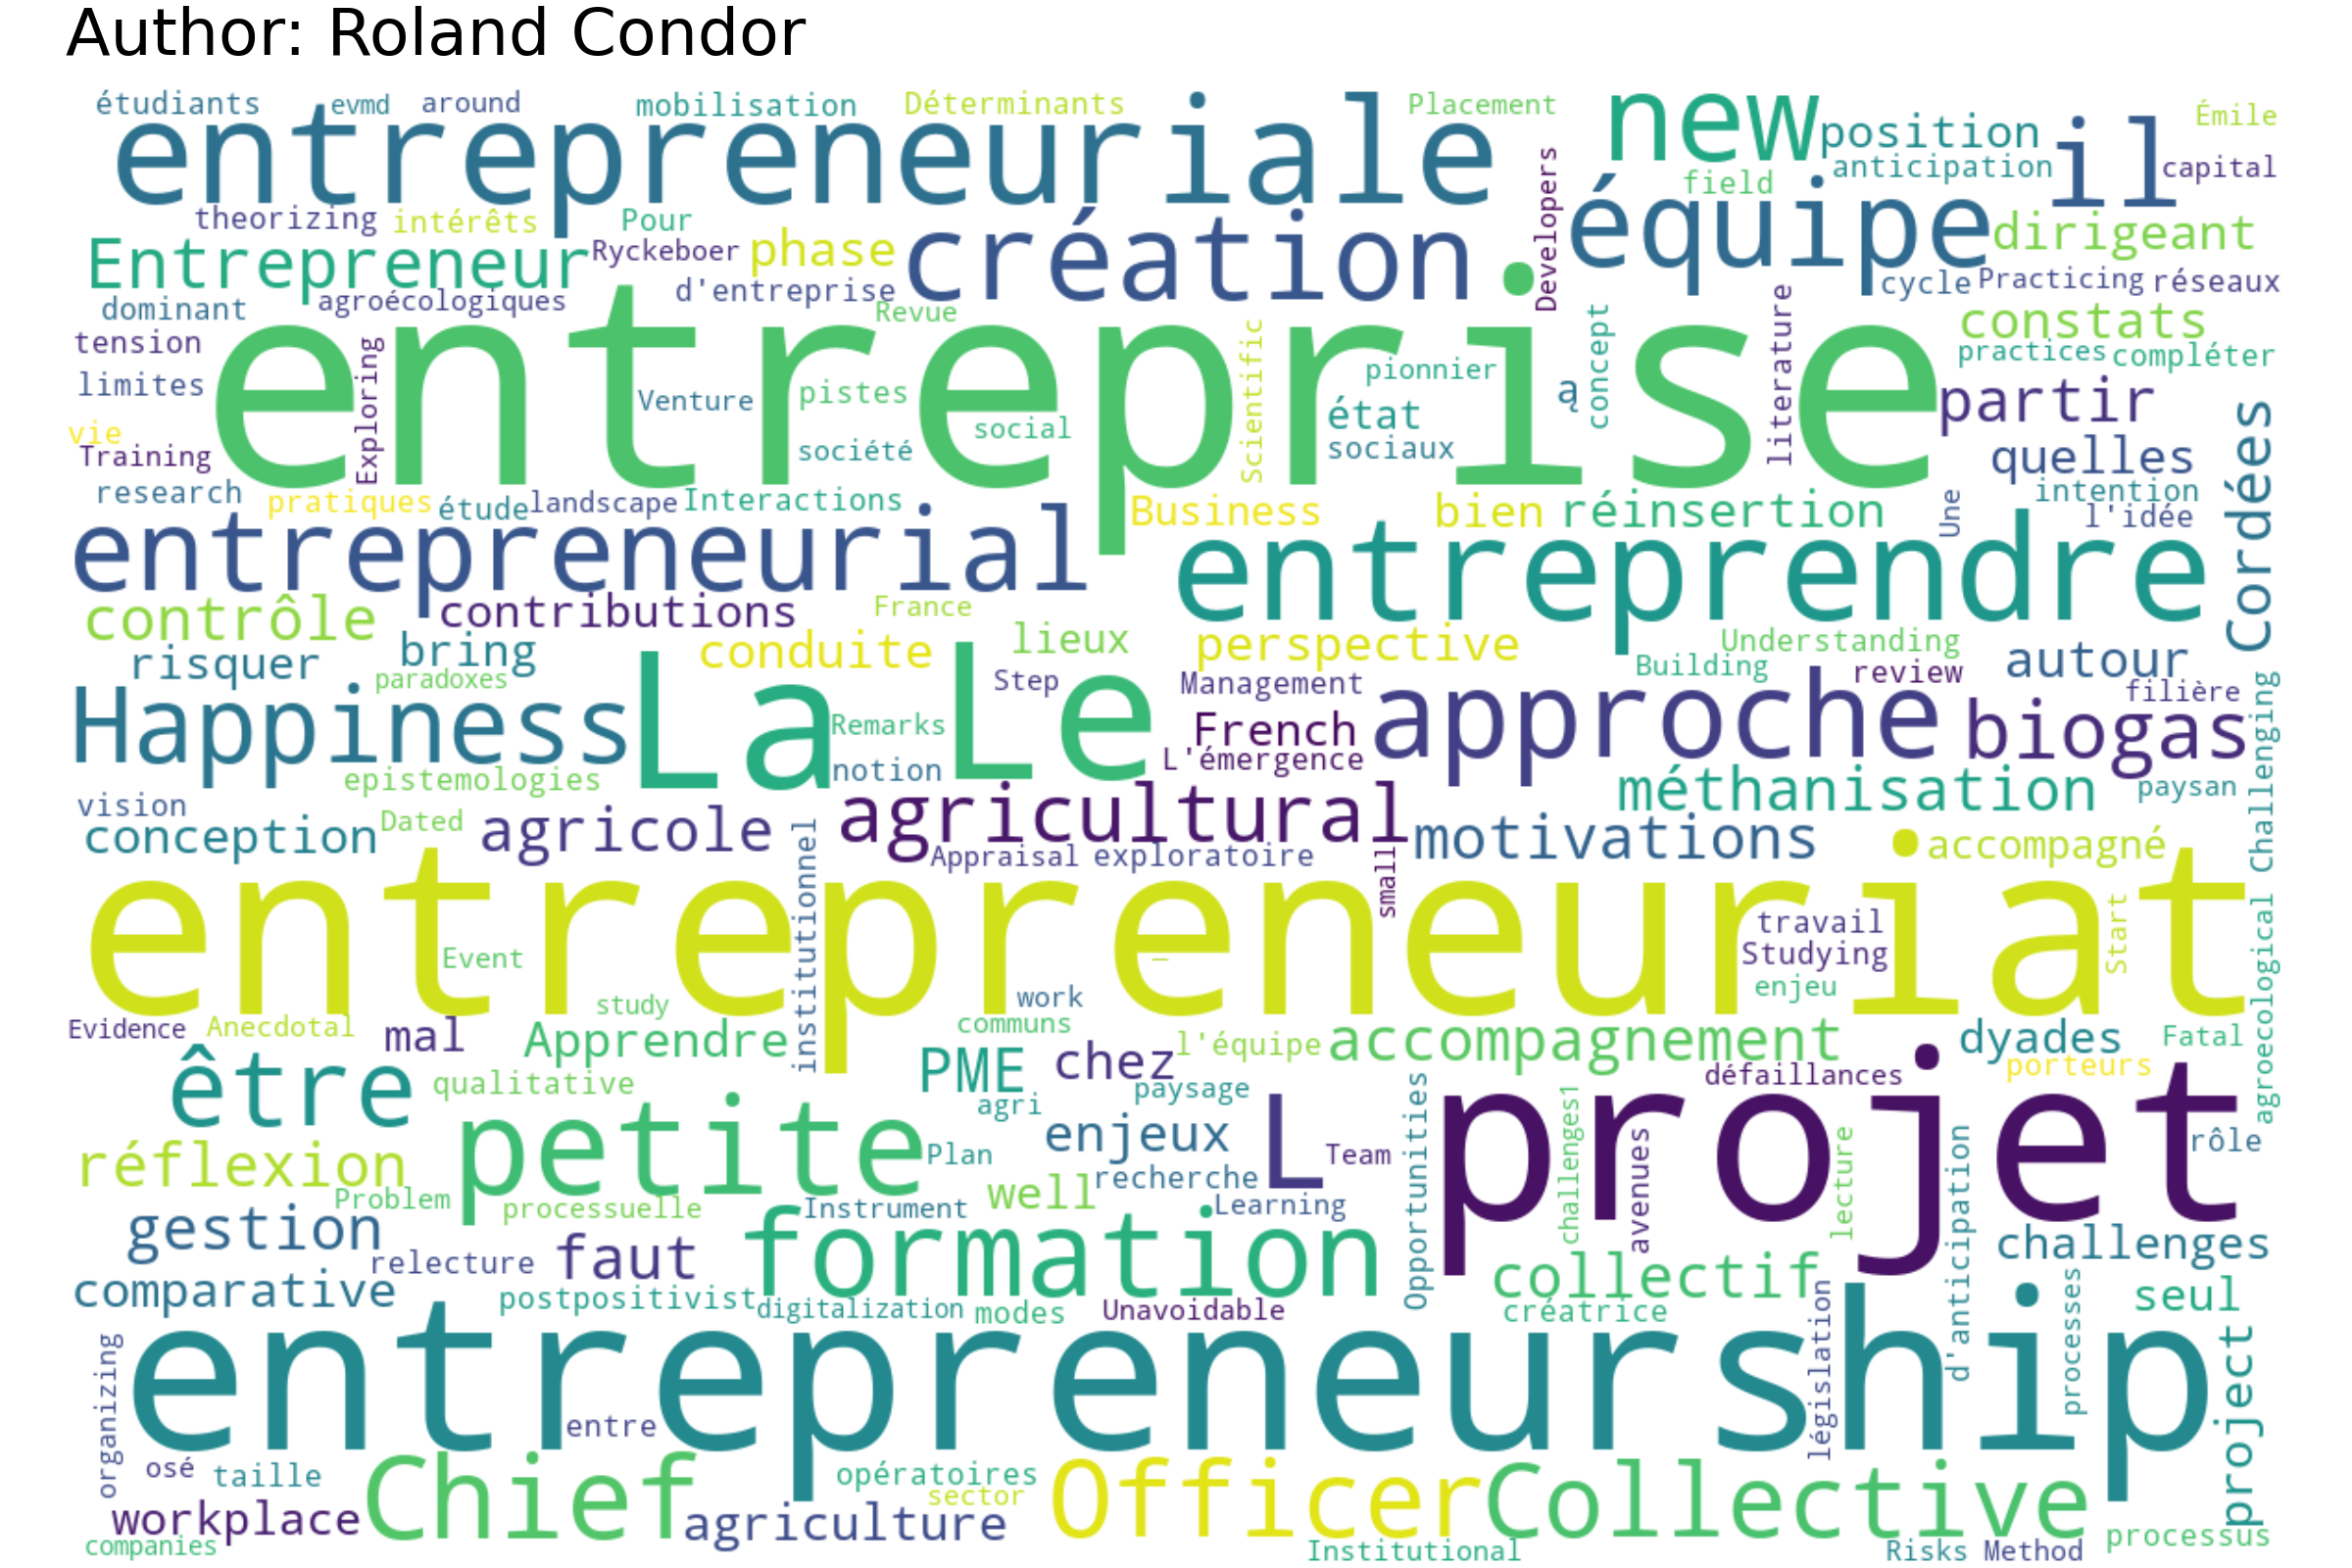 Author: Roland Condor
étudiants evmd around mobilisation Déterminants Placement new position il Émile
entrepreneuriale anticipation capital
field
Developers
équipe
theorizing intérêts Pour
dirigeant
Entrepreneur Ryckeboer phase création
cycle Practicing réseaux
dominant agroécologiques d'entreprise Revue
entreprise
constats
tension Exploring Scientific concept literature
practices compléter
limites Venture pistes pionnier ą partir
état
vie société social sociaux
Training quelles Cordées
research pratiques étude landscape Interactions Business bien réinsertion Une intention
l'idée
entrepreneurial entreprendre
contrôle contributions France
risquer bring conduite lieux perspective Understanding autour
paradoxes Step Management Building review filière
Happiness La Le approche biogas
Remarks French
epistemologies notion L'émergence
méthanisation paysan Challenging
vision
conception Dated agricole agricultural motivations accompagné
Appraisal exploratoire small
institutionnel
entrepreneuriat
travail
Event – Studying Start
enjeu agroecological
study work
Evidence Anecdotal mal Apprendre communs l'équipe accompagnement dyades Fatal
être qualitative PME chez défaillances porteurs
paysage
agri
petite enjeux L Team Opportunities projet rôle
réflexion Plan challenges1 avenues lecture d'anticipation
recherche
Problem processuelle Instrument well Learning
gestion relecture faut formation challenges
comparative collectif seul
postpositivist digitalization modes Unavoidable créatrice législation processes
organizing entrepreneurship project
entre
osé taille Chief opératoires Officer Collective
sector
workplace agriculture
companies Institutional Risks Method processus